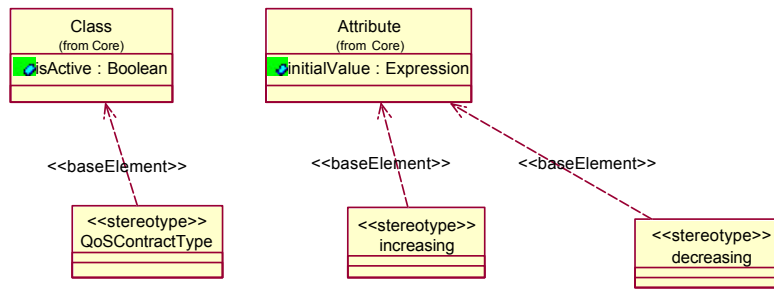 Class
(from Core)
isActive : Boolean
Attribute
(from Core)
initialValue : Expression
<<baseElement>>
<<baseElement>>
<<baseElement>>
<<stereotype>>
QoSContractType
<<stereotype>>
increasing
<<stereotype>>
decreasing